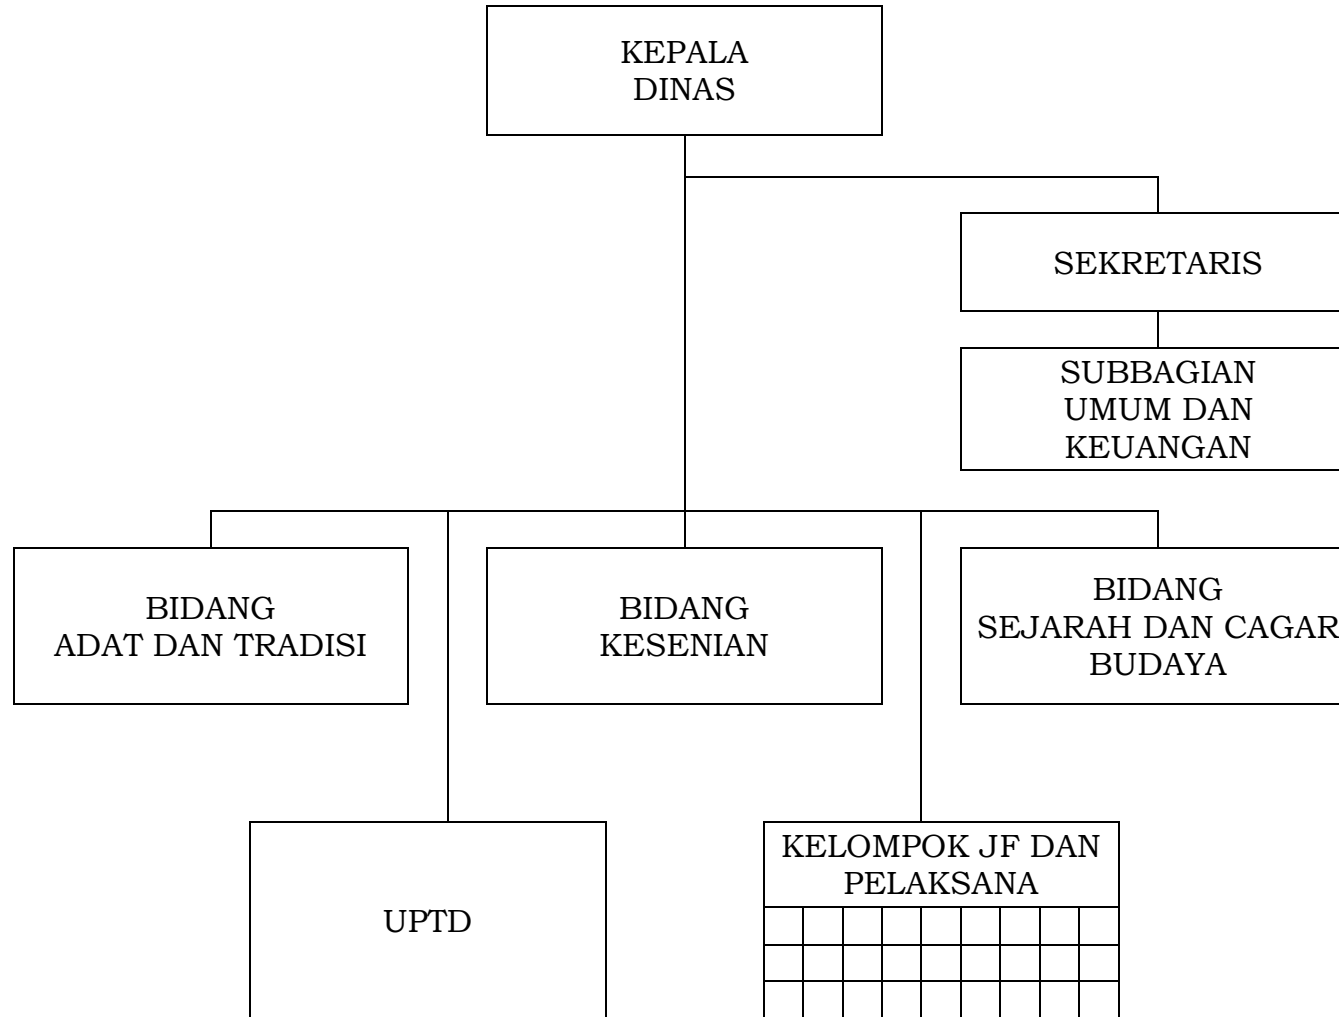 KEPALA
DINAS
SEKRETARIS
SUBBAGIAN
UMUM DAN
KEUANGAN
BIDANG
ADAT DAN TRADISI
BIDANG
KESENIAN
BIDANG
SEJARAH DAN CAGAR
BUDAYA
UPTD
KELOMPOK JF DAN
PELAKSANA